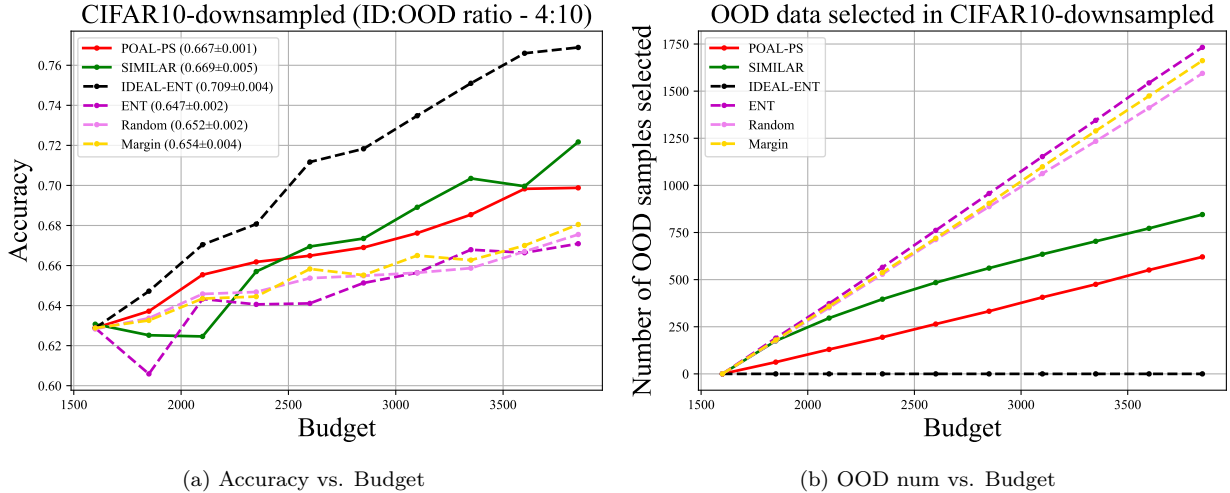 CIFAR10-downsampled (ID:OOD ratio - 4:10)
POAL-PS (0.667±0.001)
SIMILAR (0.669±0.005)
IDEAL-ENT (0.709±0.004)
ENT (0.647±0.002)
Random (0.652±0.002)
Margin (0.654±0.004)
Accuracy
0.76
0.74
0.72
0.70
0.68
0.66
0.64
0.62
0.60
1500 2000 2500 3000 3500
Budget
(a) Accuracy vs. Budget
OOD data selected in CIFAR10-downsampled
POAL-PS
SIMILAR
IDEAL-ENT
ENT
Random
Margin
Number of OOD samples selected
1750
1500
1250
1000
750
500
250
0
1500 2000 2500 3000 3500
Budget
(b) OOD num vs. Budget